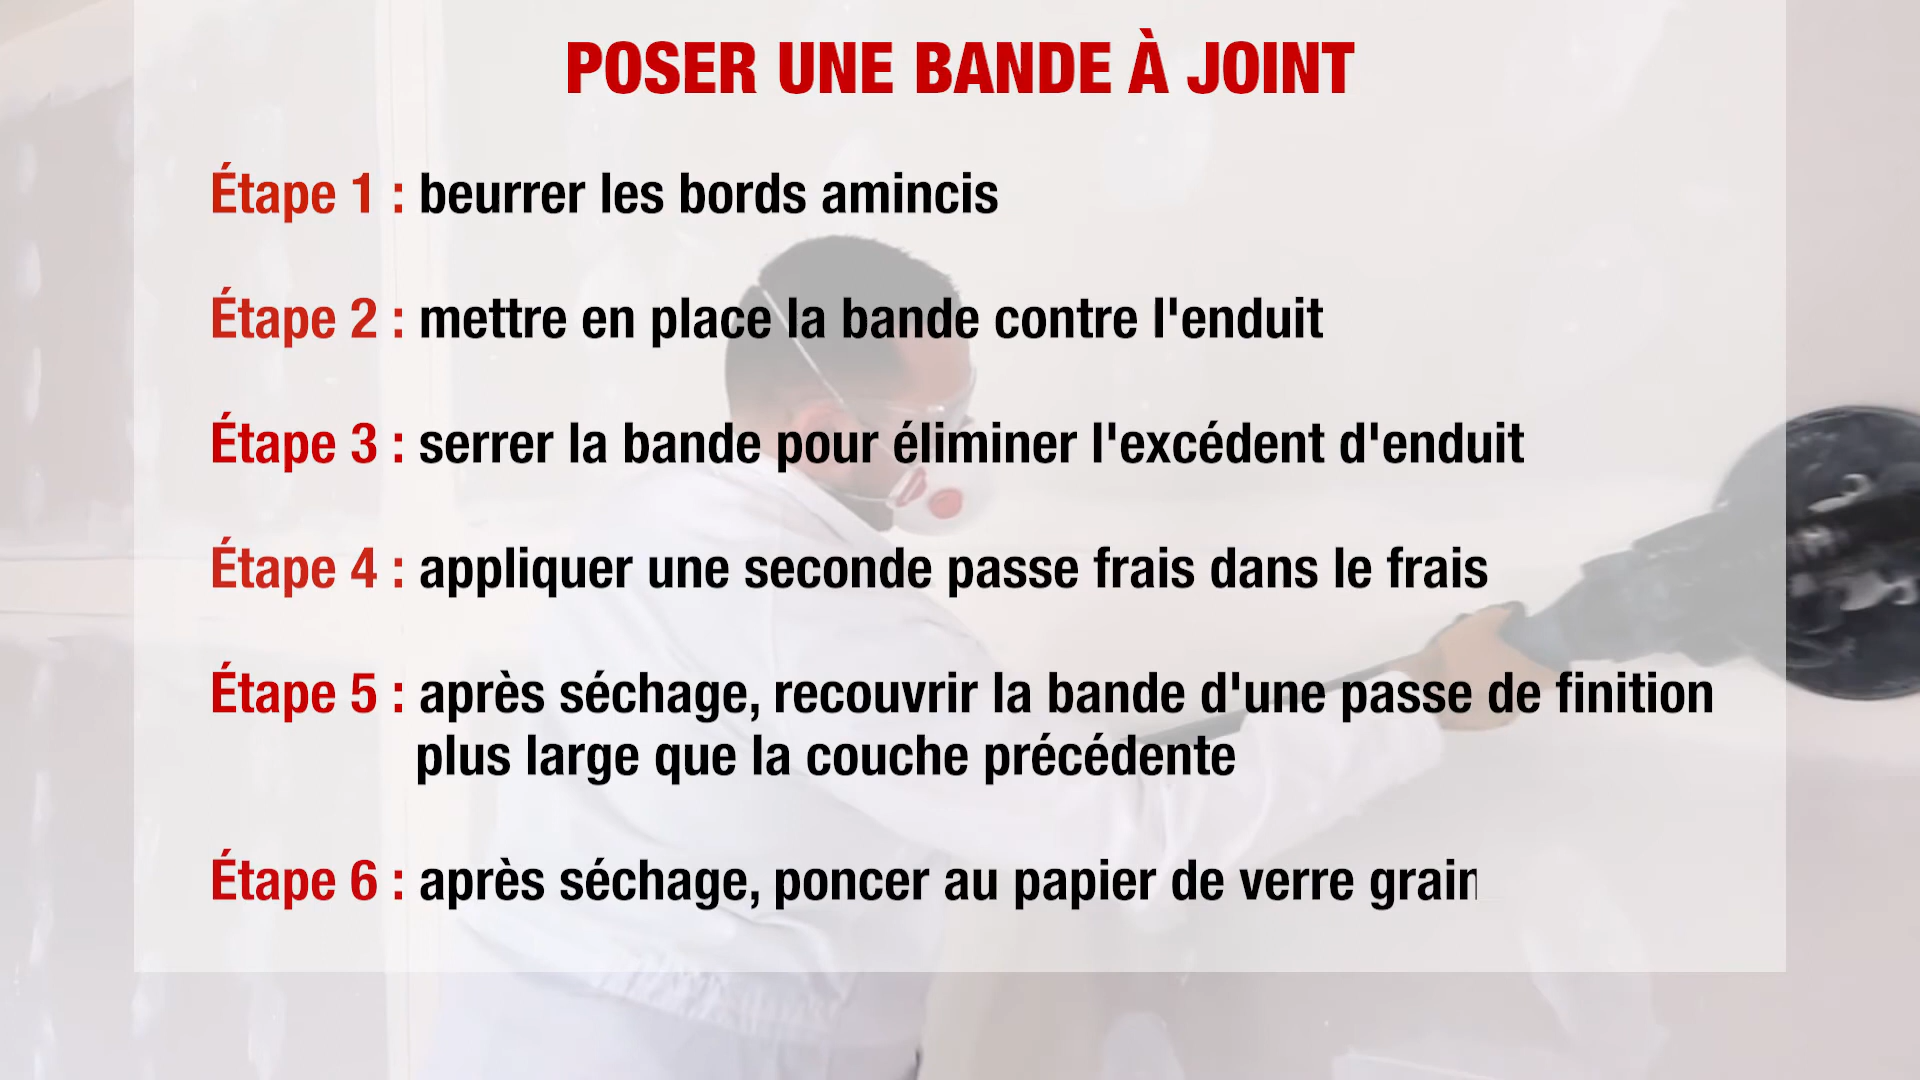 POSER UNE BANDE À JOINT
Étape 1 : beurrer les bords amincis
Étape 2 : mettre en place la bande contre l'enduit
Étape 3 : serrer la bande pour éliminer l'excédent d'enduit
Étape 4 : appliquer une seconde passe frais dans le frais
Étape 5 : après séchage, recouvrir la bande d'une passe de finition
plus large que la couche précédente
Étape 6 : après séchage, poncer au papier de verre grain